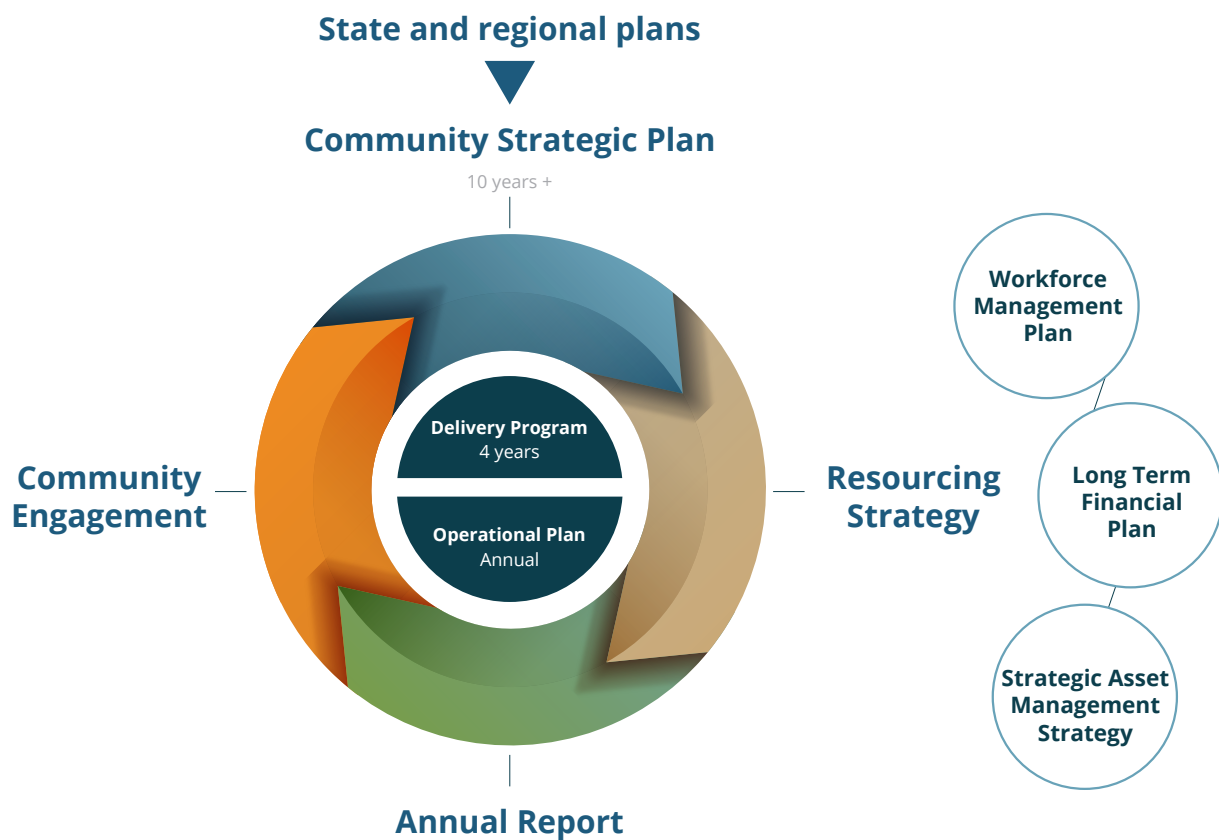 State and regional plans
Community Strategic Plan
10 years +
Delivery Program
4 years
Operational Plan
Annual
Community
Engagement
Resourcing
Strategy
Annual Report
Workforce
Management
Plan
Long Term
Financial
Plan
Strategic Asset
Management
Strategy